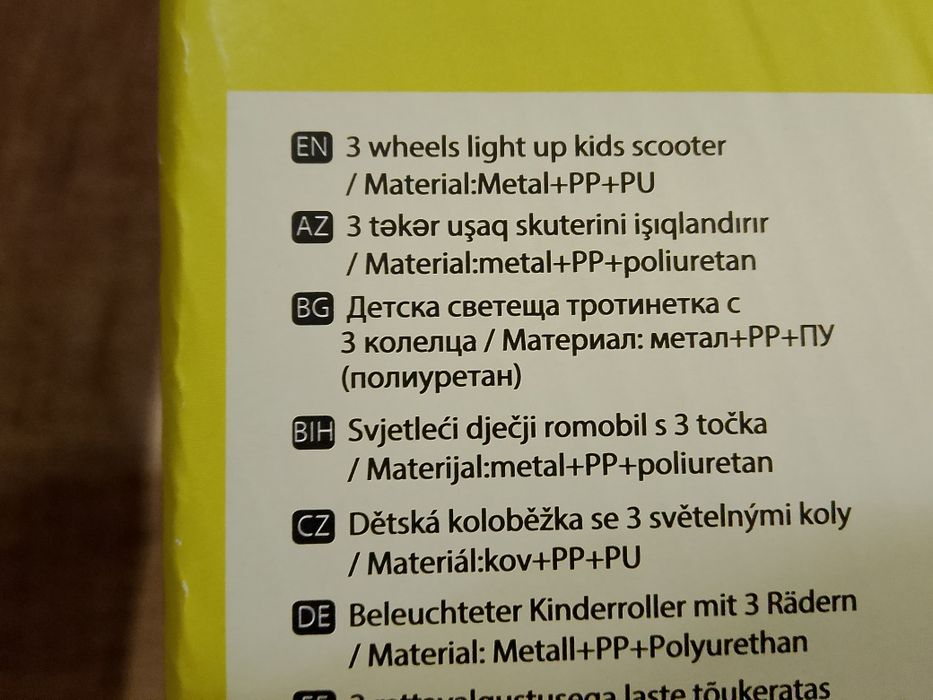 EN 3 wheels light up kids scooter
/ Material:Metal+PP+PU
AZ 3 təkər uşaq skuterini işıqlandırır
/ Material:metal+PP+poliuretan
BG Детска светеща тротинетка с
3 колелца / Материал: метал+PP+ПУ
(полиуретан)
BIH Svjetleći dječji romobil s 3 točka
/ Materijal:metal+PP+poliuretan
CZ Dětská koloběžka se 3 světelnými koly
/ Materiál:kov+PP+PU
DE Beleuchteter Kinderroller mit 3 Rädern
/ Material: Metall+PP+Polyurethan
3 laste tõukeratas